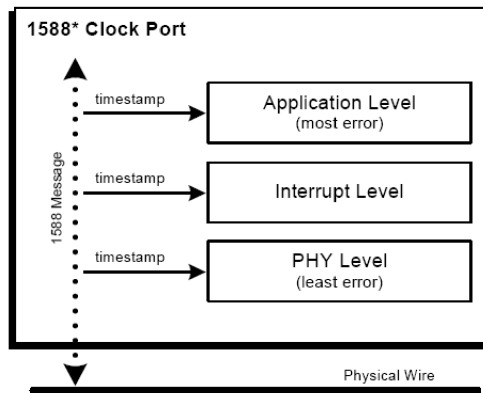 1588* Clock Port
timestamp
Application Level
(most error)
timestamp
Interrupt Level
1588 Message
timestamp
PHY Level
(least error)
Physical Wire